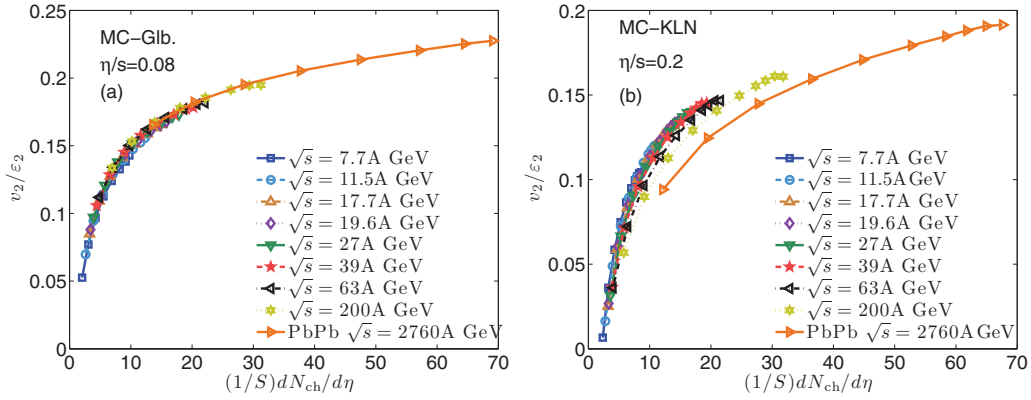 0.25
0.2
0.15
0.1
0.05
0
v₂/ε₂
MC−Glb.
η/s=0.08
(a)
√s = 7.7A GeV
√s = 11.5A GeV
√s = 17.7A GeV
√s = 19.6A GeV
√s = 27A GeV
√s = 39A GeV
√s = 63A GeV
√s = 200A GeV
PbPb √s = 2760A GeV
0 10 20 30 40 50 60 70
(1/S)dN_ch/dη
0.2
0.15
0.1
0.05
0
v₂/ε₂
MC−KLN
η/s=0.2
(b)
√s = 7.7A GeV
√s = 11.5A GeV
√s = 17.7A GeV
√s = 19.6A GeV
√s = 27A GeV
√s = 39A GeV
√s = 63A GeV
√s = 200A GeV
PbPb √s = 2760A GeV
0 10 20 30 40 50 60 70
(1/S)dN_ch/dη